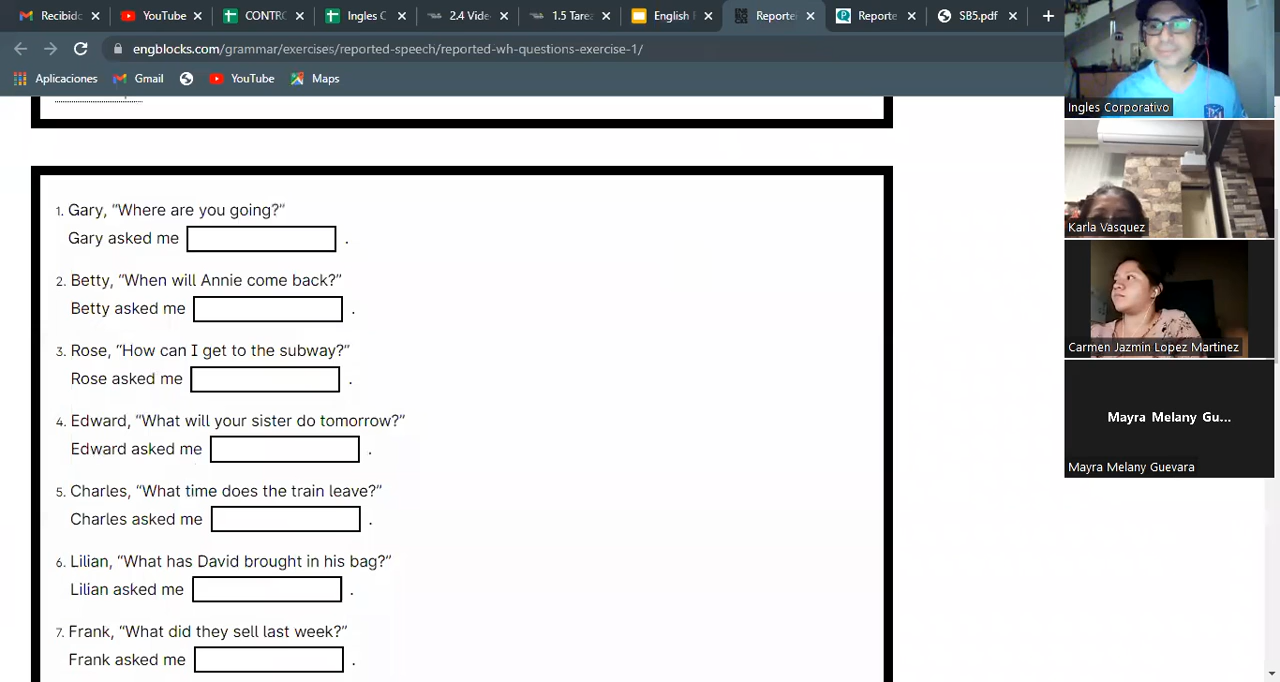 Recibido
YouTube
CONTRO
Ingles C
2.4 Vide
1.5 Tarea
English
Reporte
Reporte
SB5.pdf
engblocks.com/grammar/exercises/reported-speech/reported-wh-questions-exercise-1/
Aplicaciones
Gmail
YouTube
Maps
1. Gary, “Where are you going?”
Gary asked me .
2. Betty, “When will Annie come back?”
Betty asked me .
3. Rose, “How can I get to the subway?”
Rose asked me .
4. Edward, “What will your sister do tomorrow?”
Edward asked me .
5. Charles, “What time does the train leave?”
Charles asked me .
6. Lilian, “What has David brought in his bag?”
Lilian asked me .
7. Frank, “What did they sell last week?”
Frank asked me .
Ingles Corporativo
Karla Vasquez
Carmen Jazmin Lopez Martinez
Mayra Melany Gu...
Mayra Melany Guevara